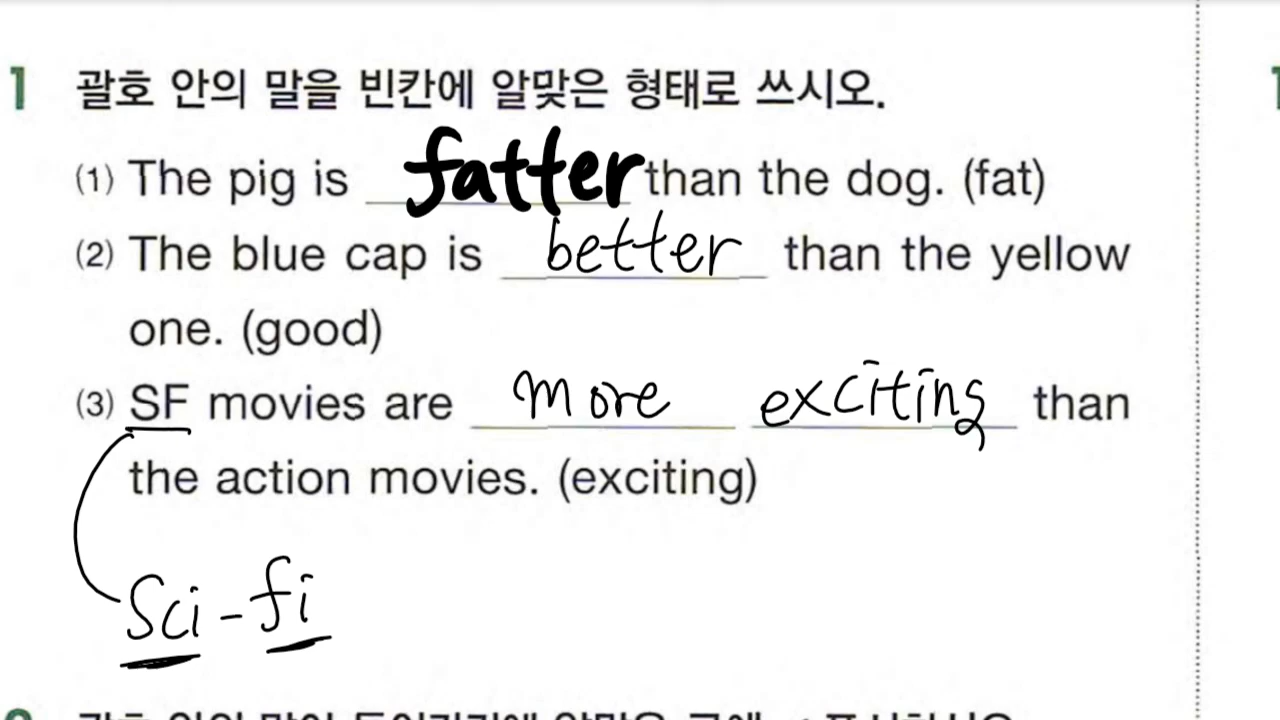 1 괄호 안의 말을 빈칸에 알맞은 형태로 쓰시오.
(1) The pig is fatter than the dog. (fat)
(2) The blue cap is better than the yellow
one. (good)
(3) SF movies are more exciting than
the action movies. (exciting)
Sci-fi